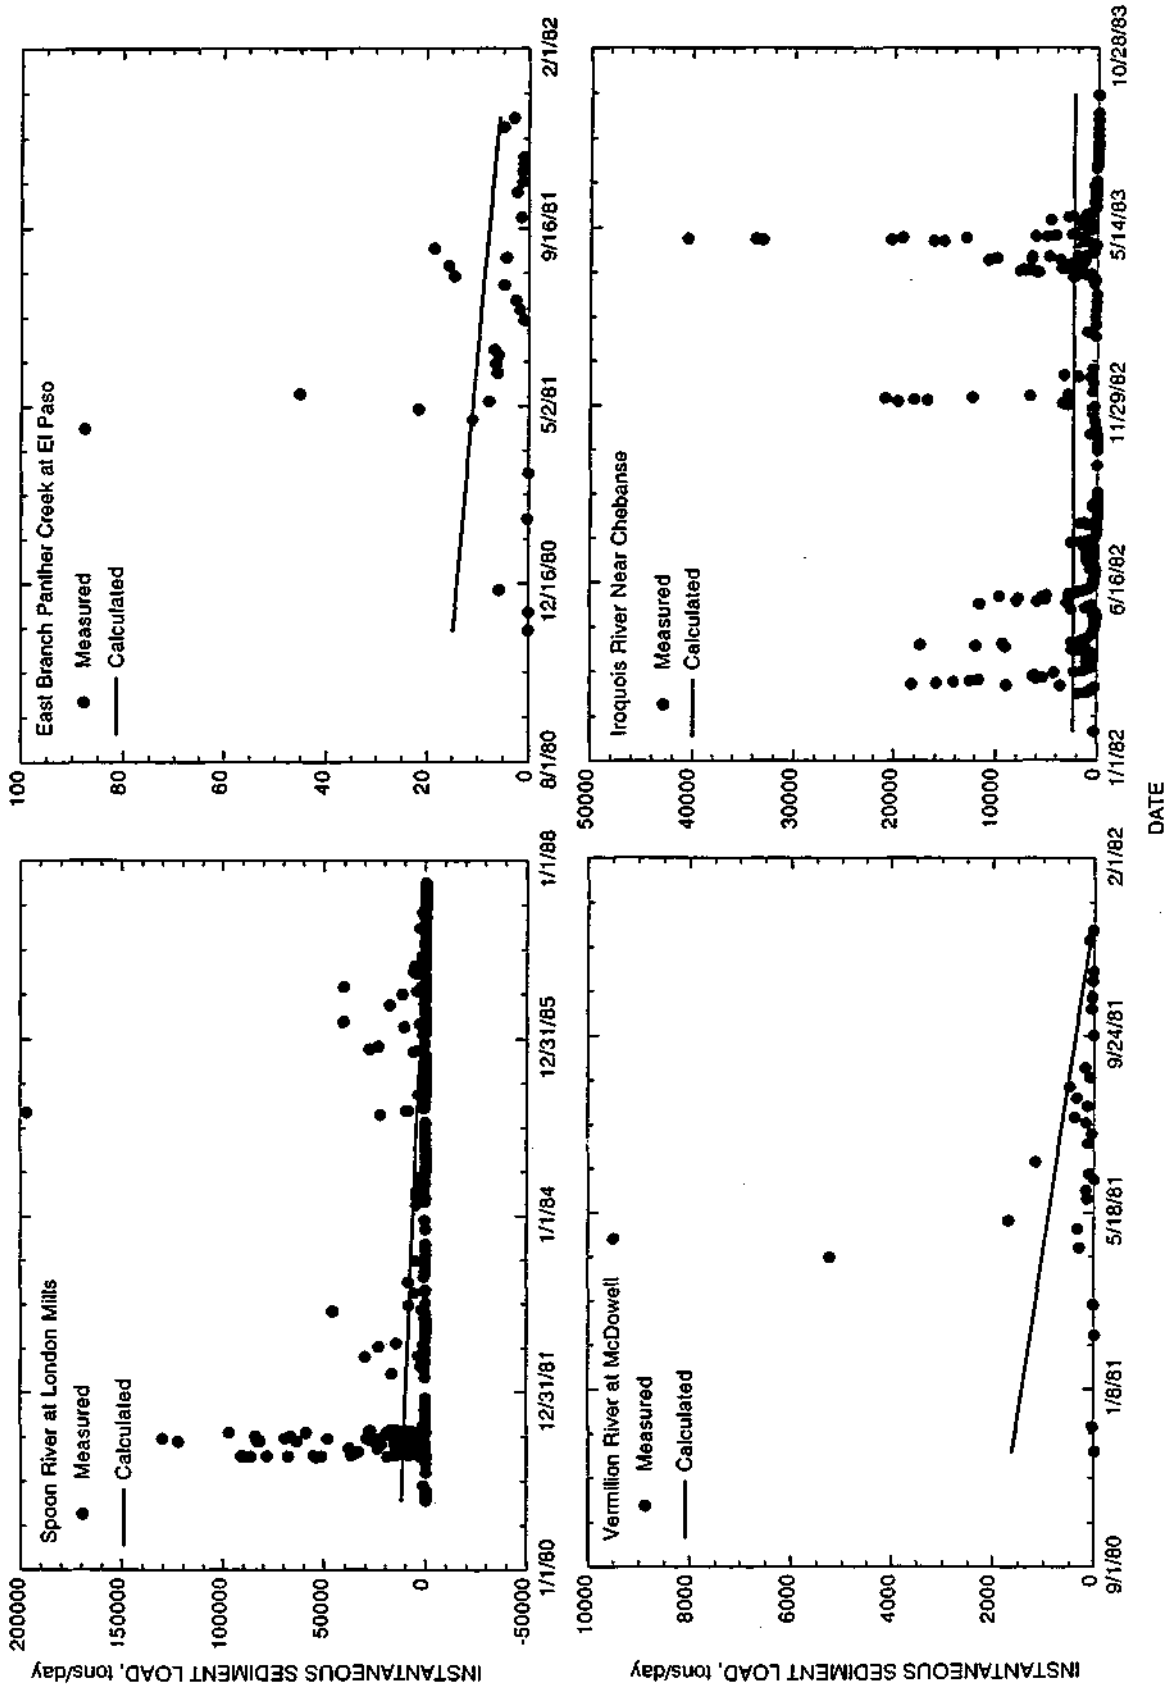 Spoon River at London Mills
Measured
Calculated
200000
150000
100000
50000
0
-50000
1/1/80
12/31/81
1/1/84
12/31/85
1/1/88
INSTANTANEOUS SEDIMENT LOAD, tons/day
East Branch Panther Creek at El Paso
Measured
Calculated
100
80
60
40
20
0
8/1/80
12/16/80
5/2/81
9/16/81
2/1/82
Vermilion River at McDowell
Measured
Calculated
10000
8000
6000
4000
2000
0
9/1/80
1/8/81
5/18/81
9/24/81
2/1/82
INSTANTANEOUS SEDIMENT LOAD, tons/day
Iroquois River Near Chebanse
Measured
Calculated
50000
40000
30000
20000
10000
0
1/1/82
6/16/82
11/29/82
5/14/83
10/28/83
DATE